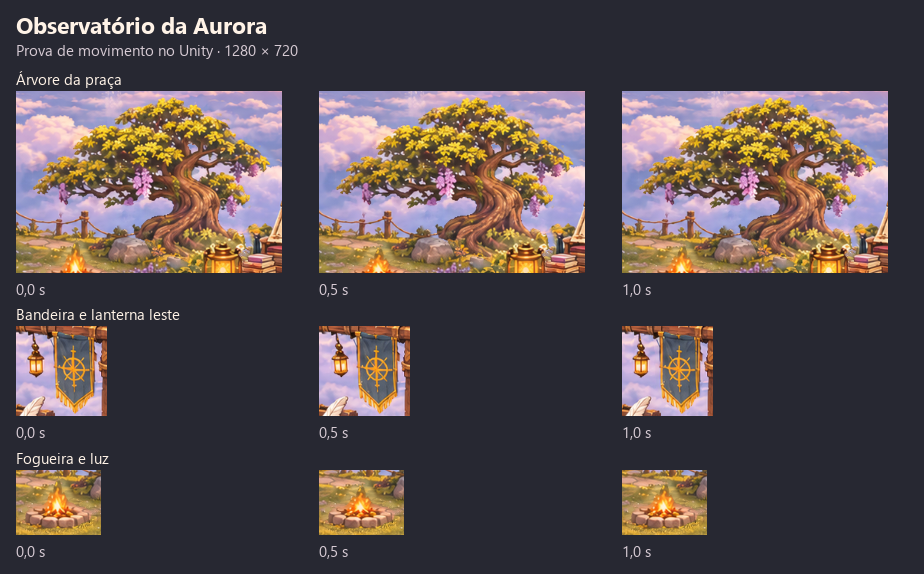 Observatório da Aurora
Prova de movimento no Unity · 1280 × 720
Árvore da praça
0,0 s
0,5 s
1,0 s
Bandeira e lanterna leste
0,0 s
0,5 s
1,0 s
Fogueira e luz
0,0 s
0,5 s
1,0 s